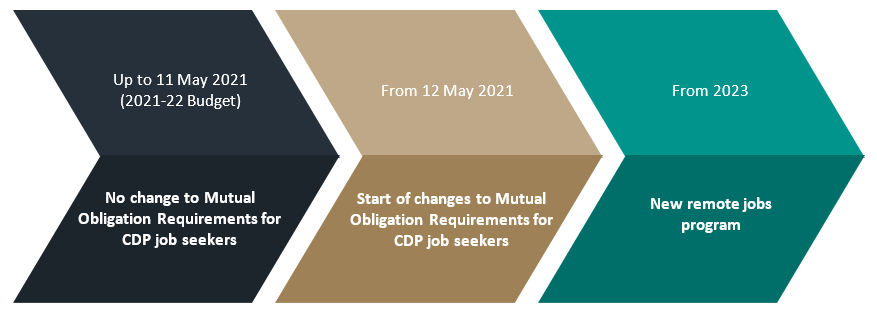 Up to 11 May 2021
(2021-22 Budget)
No change to Mutual
Obligation Requirements for
CDP job seekers
From 12 May 2021
Start of changes to Mutual
Obligation Requirements for
CDP job seekers
From 2023
New remote jobs
program